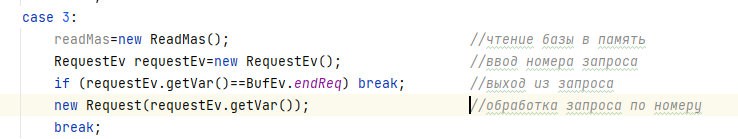 case 3:
readMas=new ReadMas(); //чтение базы в память
RequestEv requestEv=new RequestEv(); //ввод номера запроса
if (requestEv.getVar()==BufEv.endReq) break; //выход из запроса
new Request(requestEv.getVar()); //обработка запроса по номеру
break;